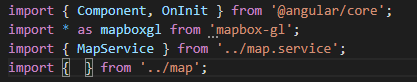 import { Component, OnInit } from '@angular/core';
import * as mapboxgl from 'mapbox-gl';
import { MapService } from '../map.service';
import {  } from '../map';